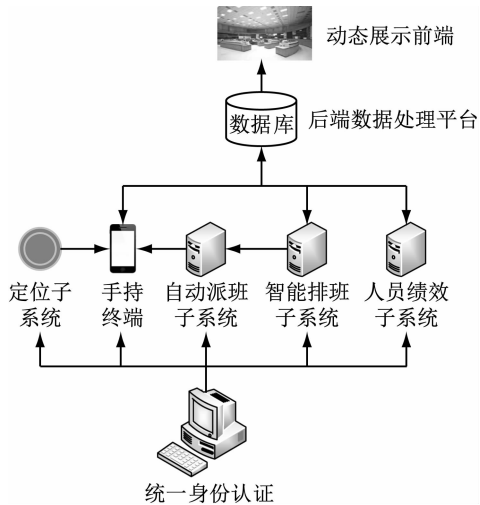 动态展示前端
数据库
后端数据处理平台
定位子
系统
手持
终端
自动派班
子系统
智能排班
子系统
人员绩效
子系统
统一身份认证